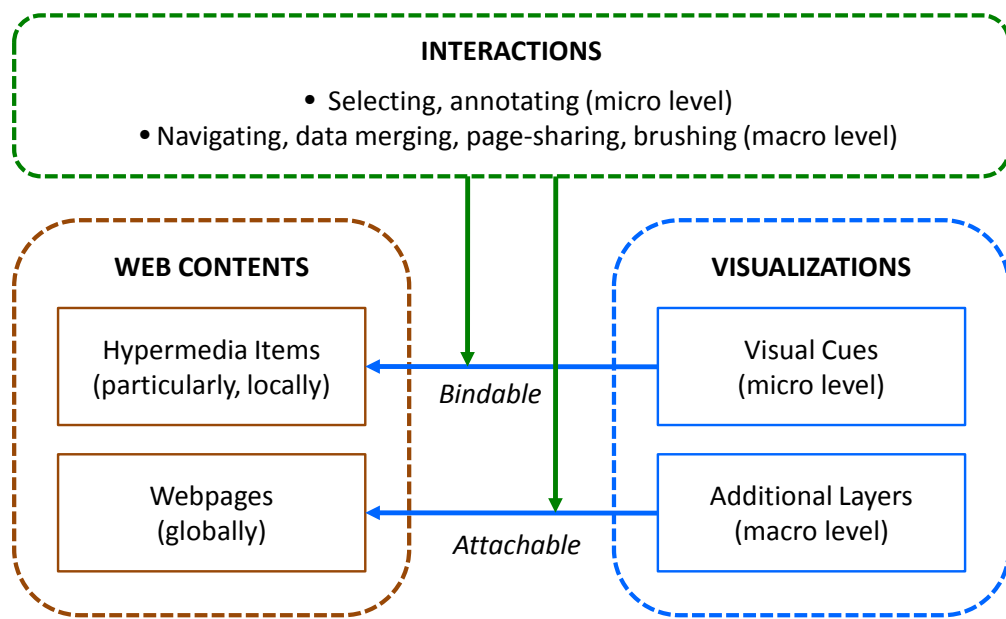 INTERACTIONS
• Selecting, annotating (micro level)
• Navigating, data merging, page-sharing, brushing (macro level)
WEB CONTENTS
Hypermedia Items
(particularly, locally)
Webpages
(globally)
Bindable
Attachable
VISUALIZATIONS
Visual Cues
(micro level)
Additional Layers
(macro level)